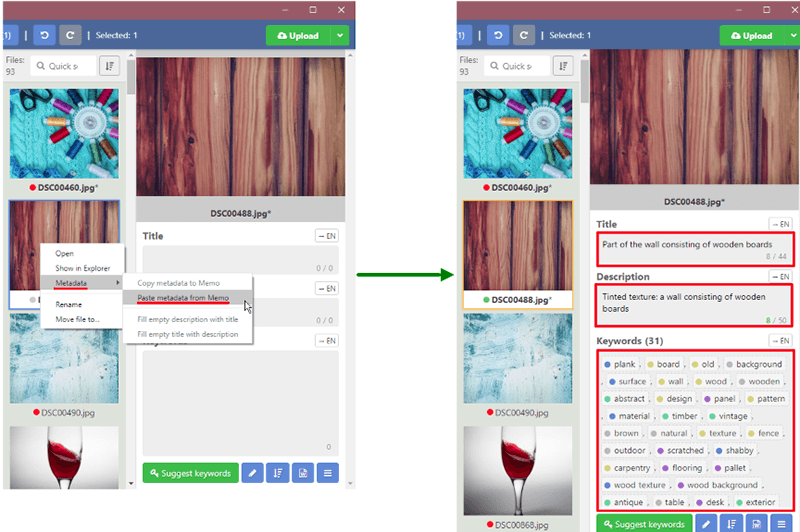 1)
Selected: 1
Upload
Files:
93
Quick s
DSC00460.jpg*
DSC00488.jpg*
Title
EN
0 / 0
Open
Show in Explorer
Metadata
Rename
Move file to...
Copy metadata to Memo
Paste metadata from Memo
Fill empty description with title
Fill empty title with description
EN
0 / 0
EN
0
DSC00490.jpg
Suggest keywords
(1)
Selected: 1
Upload
Files:
93
Quick s
DSC00460.jpg*
DSC00488.jpg*
DSC00490.jpg
DSC00868.jpg
DSC00488.jpg*
Title
EN
Part of the wall consisting of wooden boards
8 / 44
Description
EN
Tinted texture: a wall consisting of wooden
boards
8 / 50
Keywords (31)
EN
plank , board , old , background
, surface , wall , wood , wooden ,
abstract , design , panel , pattern
, material , timber , vintage ,
brown , natural , texture , fence ,
outdoor , scratched , shabby ,
carpentry , flooring , pallet ,
wood texture , wood background ,
antique , table , desk , exterior
Suggest keywords